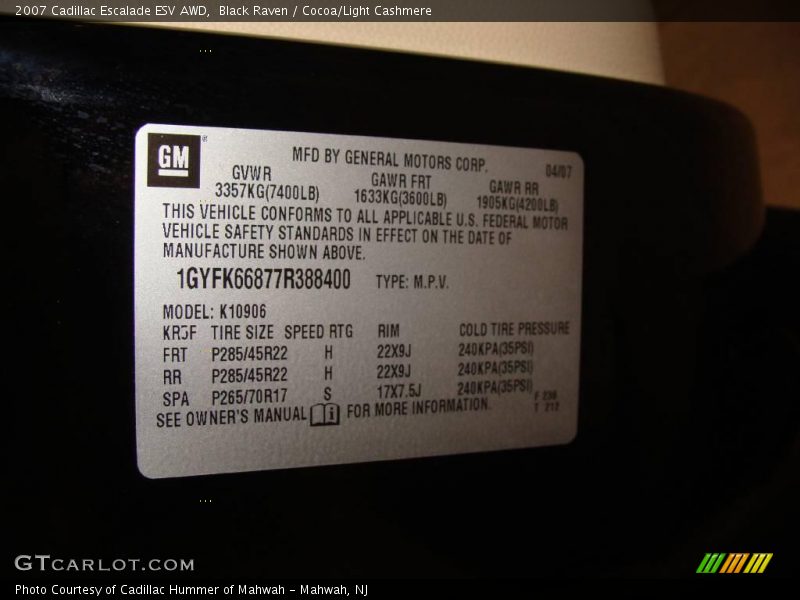 2007 Cadillac Escalade ESV AWD,  Black Raven / Cocoa/Light Cashmere
GM®
MFD BY GENERAL MOTORS CORP.
04/07
GVWR GAWR FRT GAWR RR
3357KG(7400LB) 1633KG(3600LB) 1905KG(4200LB)
THIS VEHICLE CONFORMS TO ALL APPLICABLE U.S. FEDERAL MOTOR
VEHICLE SAFETY STANDARDS IN EFFECT ON THE DATE OF
MANUFACTURE SHOWN ABOVE.
1GYFK66877R388400 TYPE: M.P.V.
MODEL: K10906
TIRE SIZE SPEED RTG RIM COLD TIRE PRESSURE
FRT P285/45R22 H 22X9J 240KPA(35PSI)
RR P285/45R22 H 22X9J 240KPA(35PSI)
SPA P265/70R17 S 17X7.5J 240KPA(35PSI)
SEE OWNER'S MANUAL i FOR MORE INFORMATION.
F
T 212
GTCARLOT.COM
Photo Courtesy of Cadillac Hummer of Mahwah - Mahwah, NJ